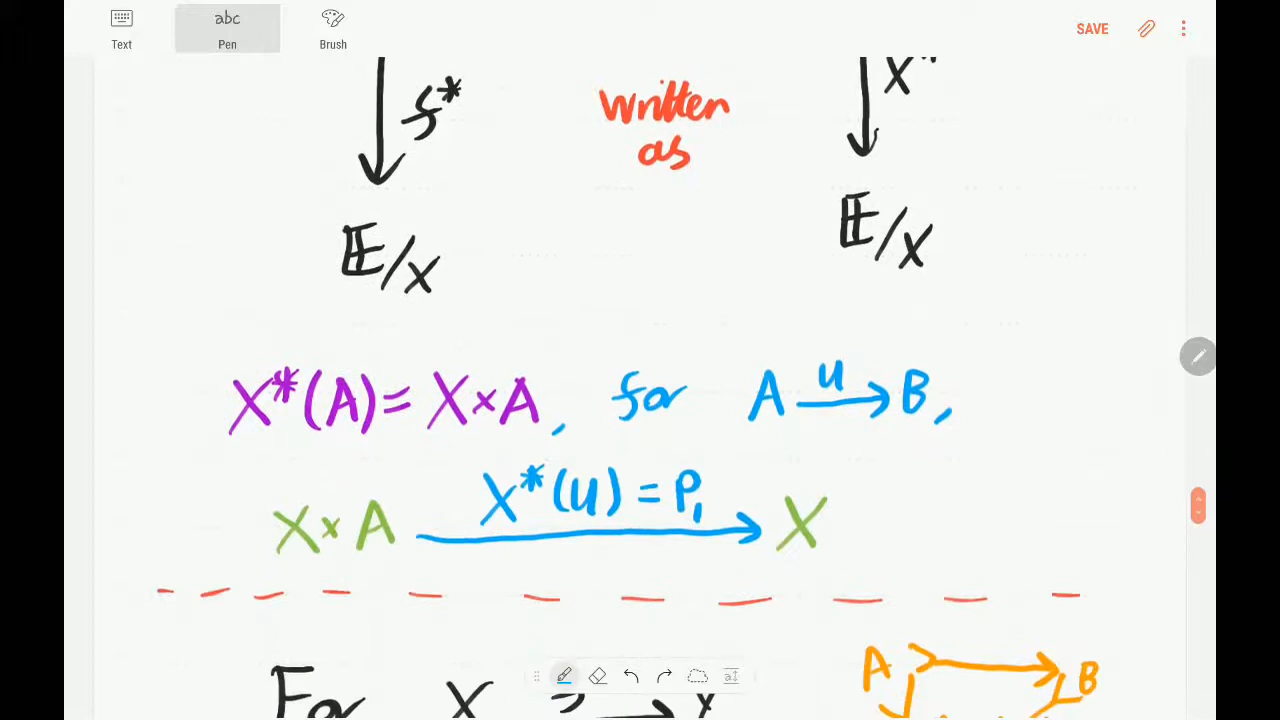 Text
abc
Pen
Brush
SAVE
f*
written
as
X*
𝔼/X
𝔼/X
X*(A) = X×A, for A u B,
X*(u) = P₁
X×A X
A B
For X Y